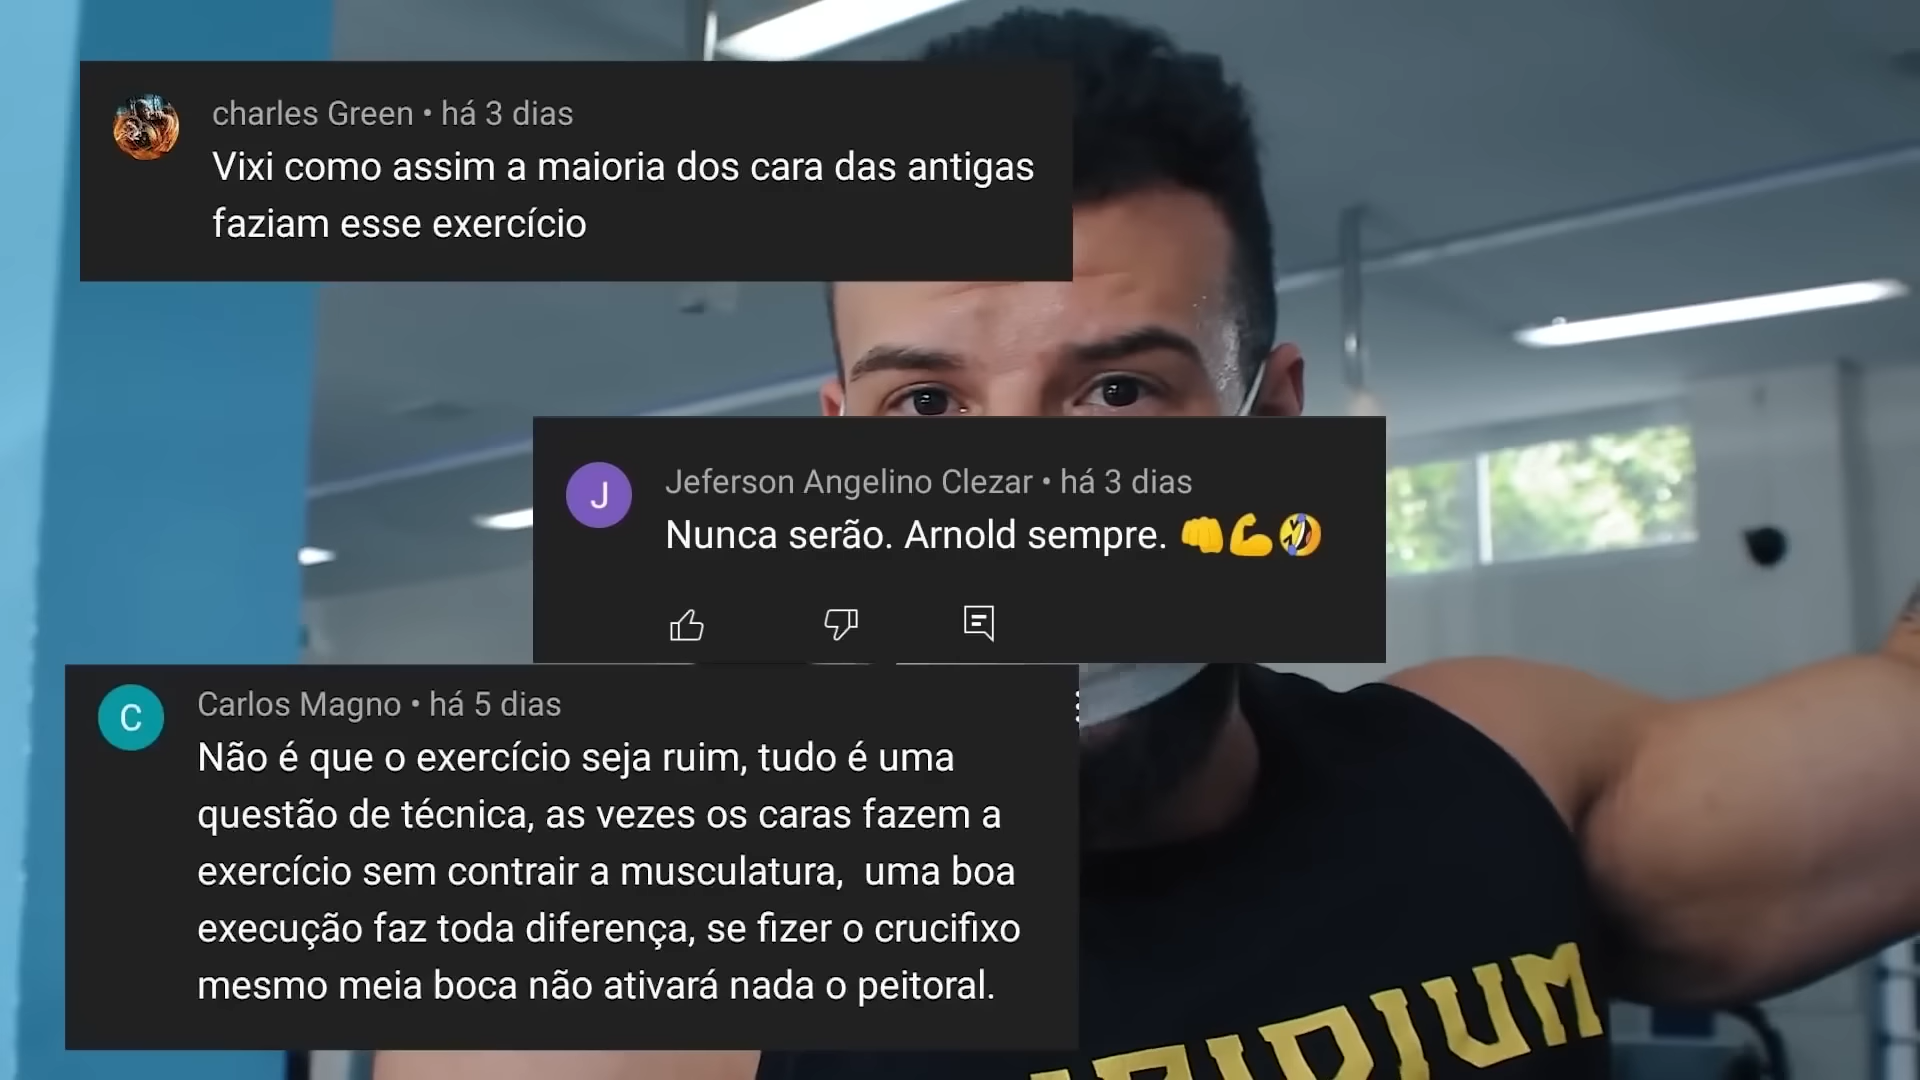 charles Green • há 3 dias
Vixi como assim a maioria dos cara das antigas
faziam esse exercício
J
Jeferson Angelino Clezar • há 3 dias
Nunca serão. Arnold sempre. 👊💪🤣
C
Carlos Magno • há 5 dias
Não é que o exercício seja ruim, tudo é uma
questão de técnica, as vezes os caras fazem a
exercício sem contrair a musculatura,  uma boa
execução faz toda diferença, se fizer o crucifixo
mesmo meia boca não ativará nada o peitoral.